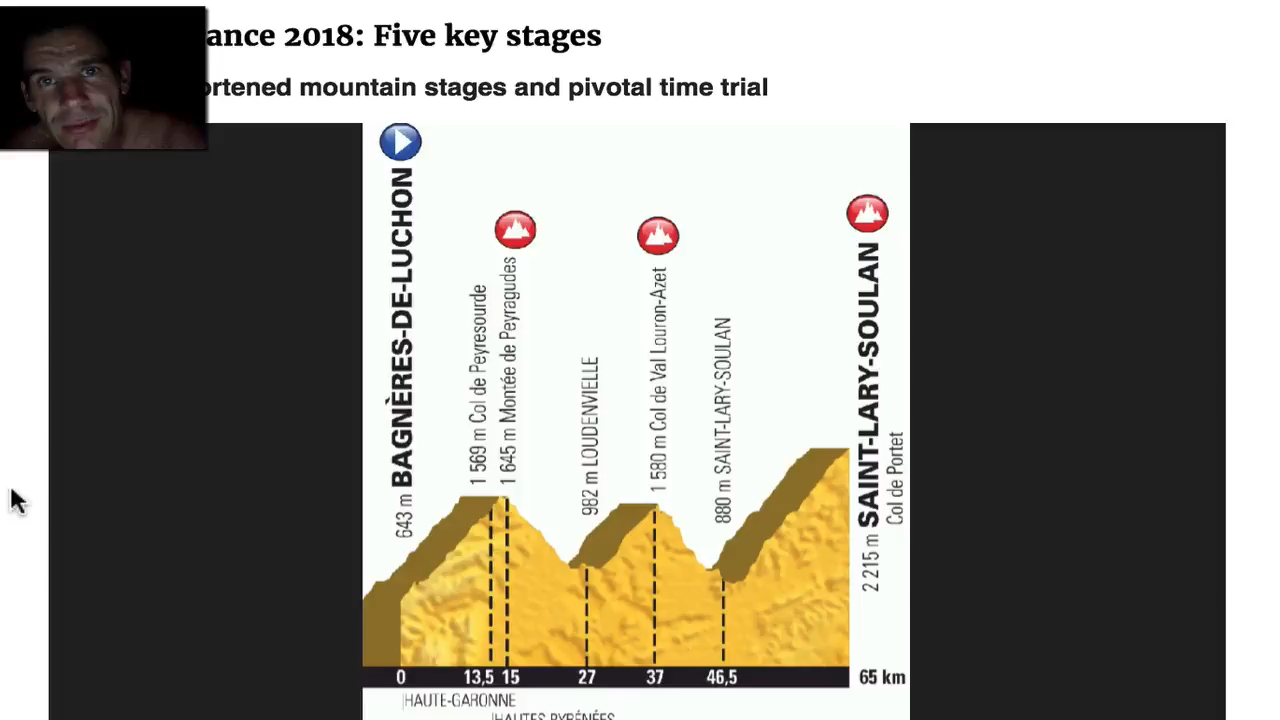 ance 2018: Five key stages
ortened mountain stages and pivotal time trial
643 m BAGNÈRES-DE-LUCHON
1 569 m Col de Peyresourde
1 645 m Montée de Peyragudes
982 m LOUDENVIELLE
1 580 m Col de Val Louron-Azet
880 m SAINT-LARY-SOULAN
2 215 m SAINT-LARY-SOULAN
Col de Portet
0 13,5 15 27 37 46,5 65 km
HAUTE-GARONNE
HAUTES PYRÉNÉES